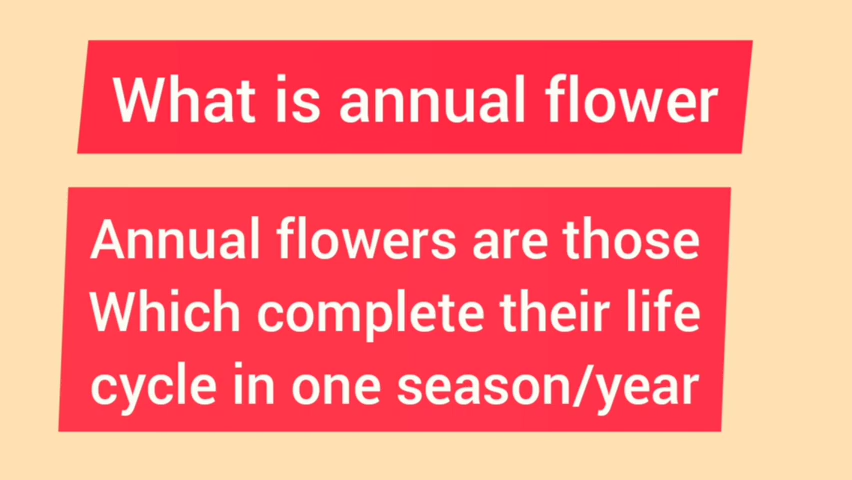 What is annual flower
Annual flowers are those
Which complete their life
cycle in one season/year